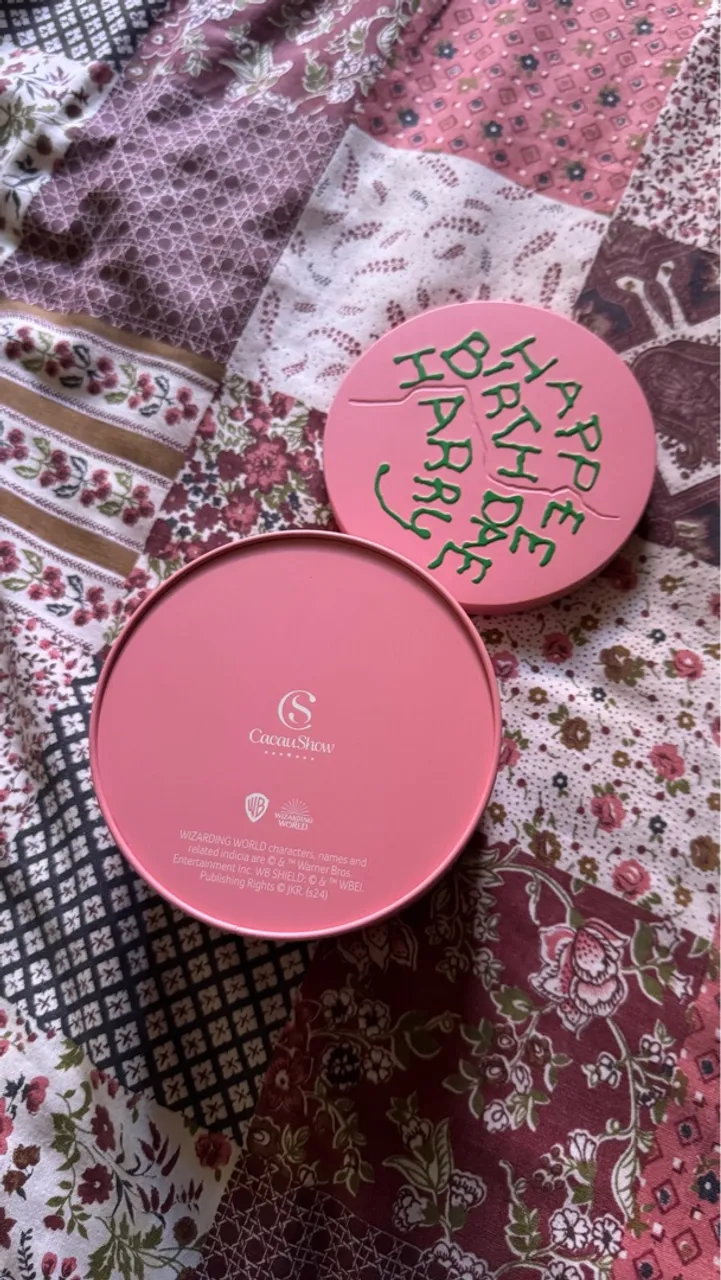 HAPPEE
BIRTHDAE
HARRY
CS
CacauShow
WB
WIZARDING
WORLD
WIZARDING WORLD characters, names and
related indicia are © & ™ Warner Bros.
Entertainment Inc. WB SHIELD: © & ™ WBEI.
Publishing Rights © JKR. (s24)